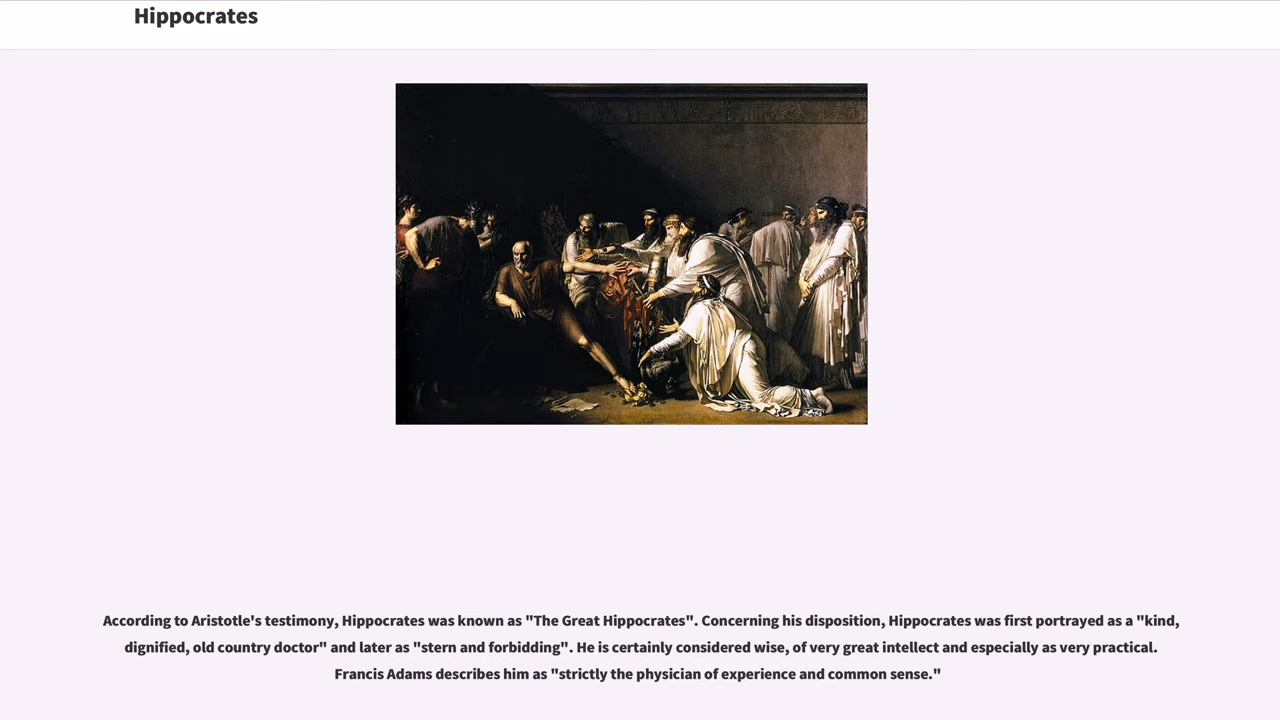 Hippocrates
According to Aristotle's testimony, Hippocrates was known as "The Great Hippocrates". Concerning his disposition, Hippocrates was first portrayed as a "kind,
dignified, old country doctor" and later as "stern and forbidding". He is certainly considered wise, of very great intellect and especially as very practical.
Francis Adams describes him as "strictly the physician of experience and common sense."